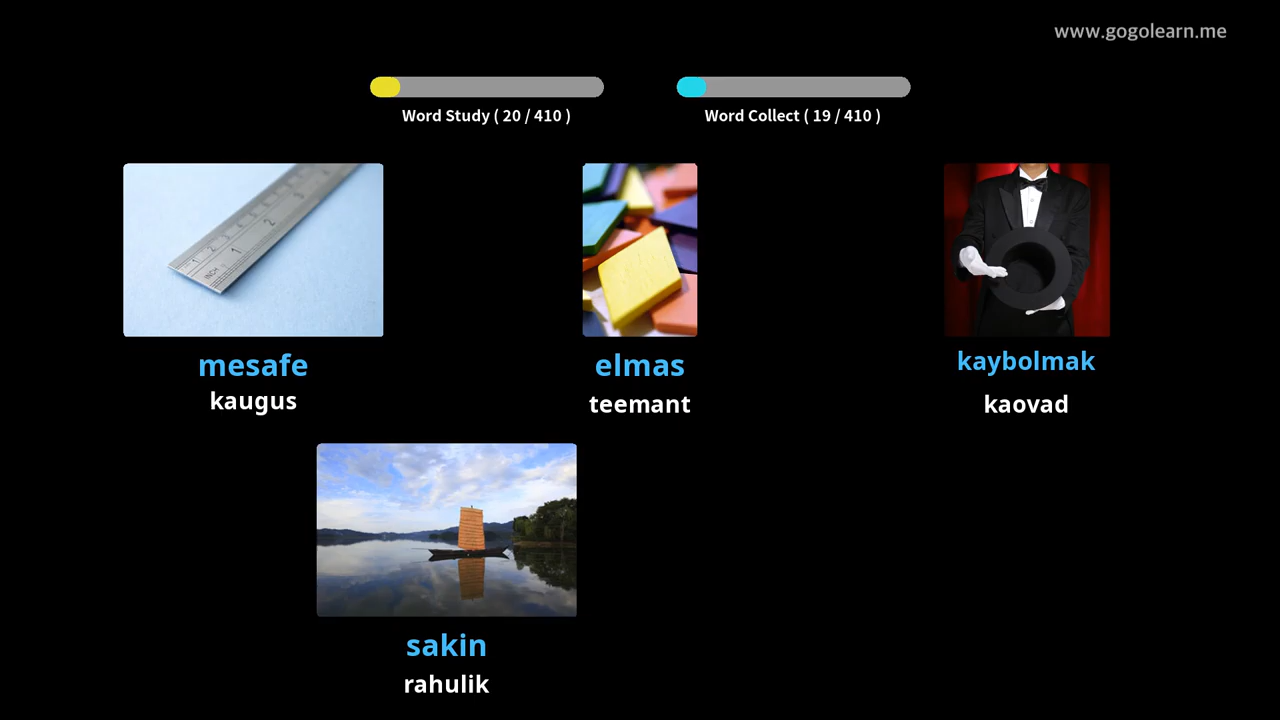 www.gogolearn.me
Word Study ( 20 / 410 )
Word Collect ( 19 / 410 )
mesafe
kaugus
elmas
teemant
kaybolmak
kaovad
sakin
rahulik